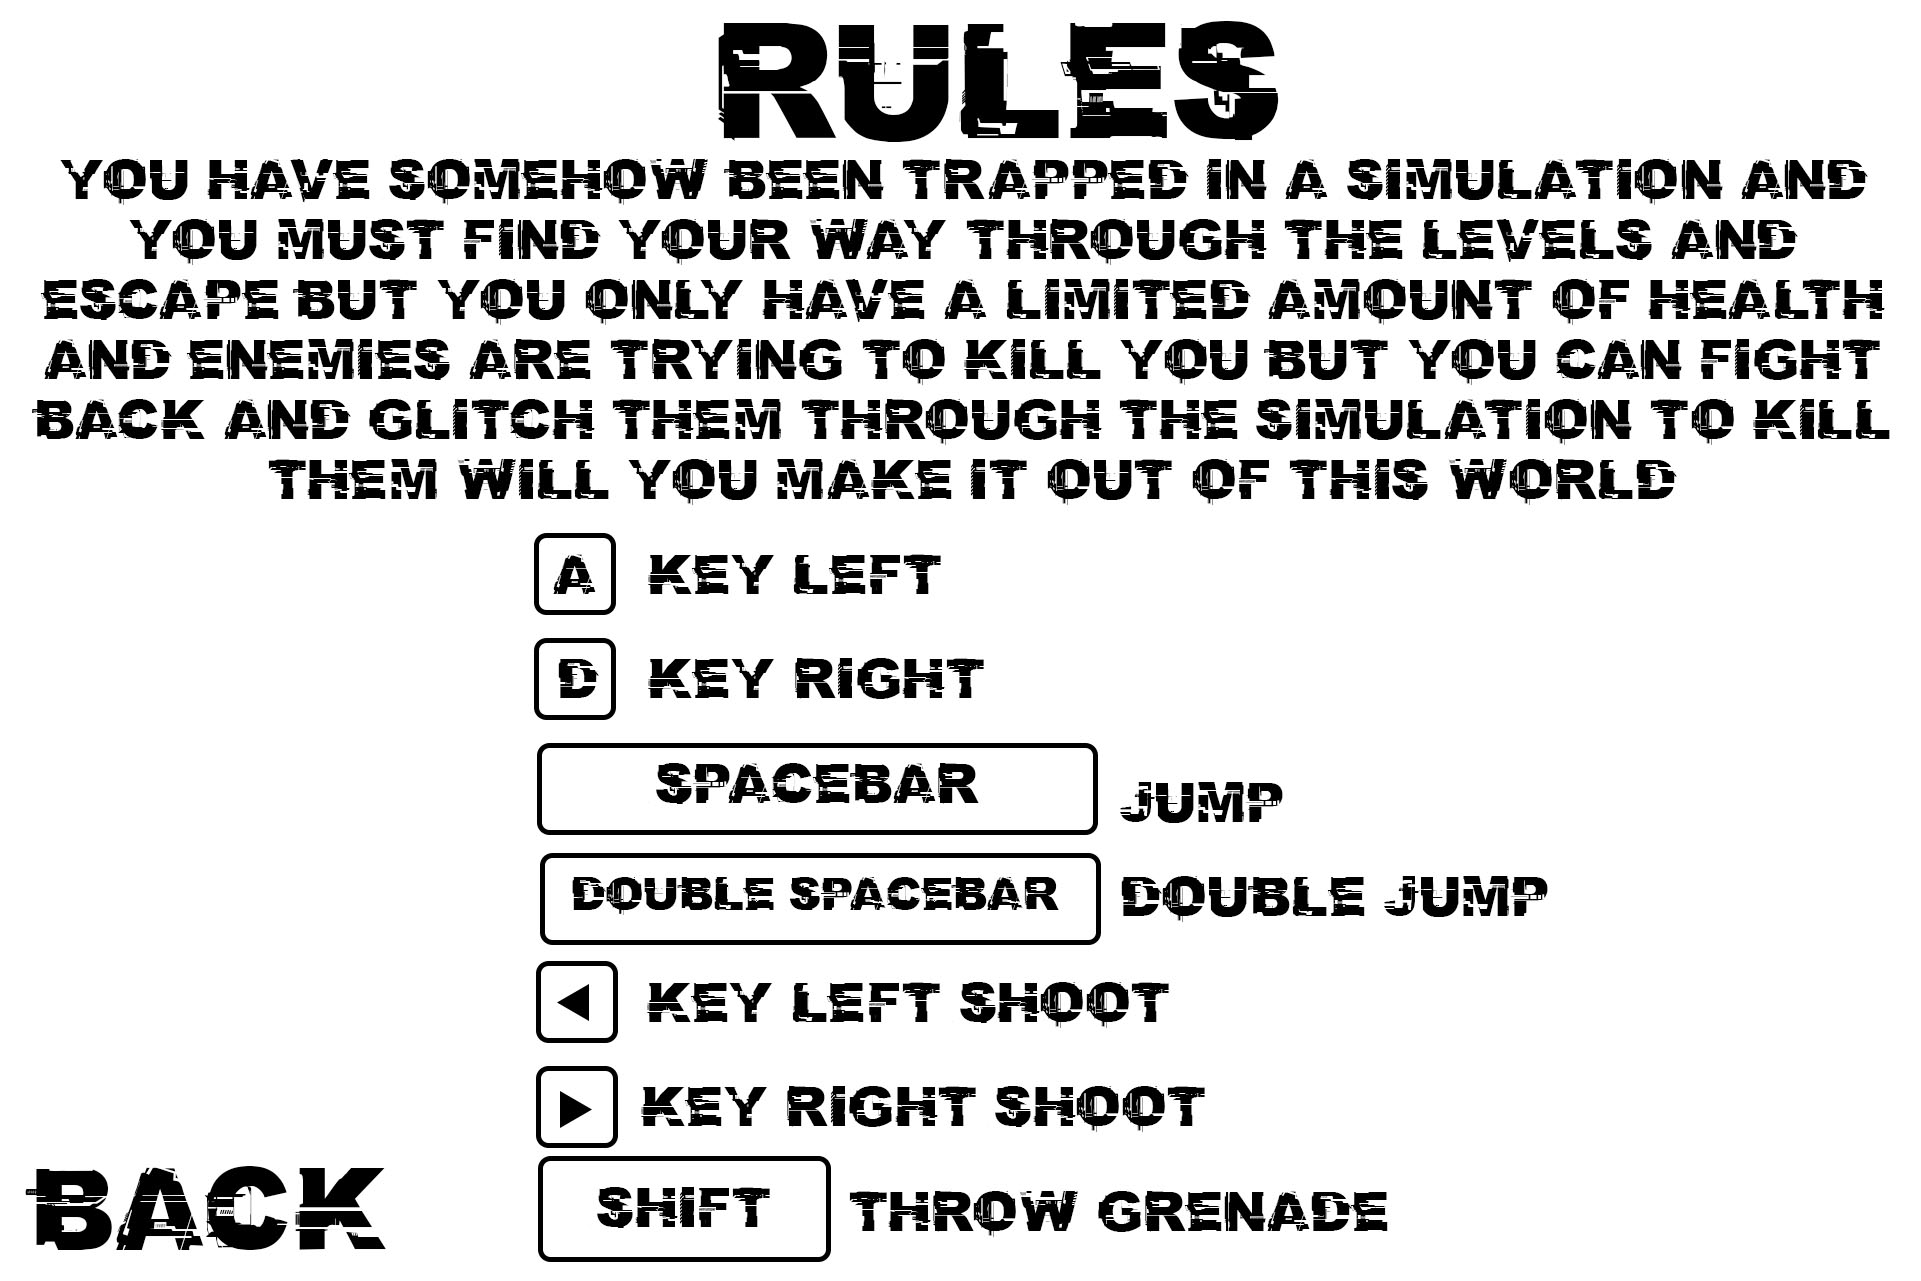 RULES
YOU HAVE SOMEHOW BEEN TRAPPED IN A SIMULATION AND
YOU MUST FIND YOUR WAY THROUGH THE LEVELS AND
ESCAPE BUT YOU ONLY HAVE A LIMITED AMOUNT OF HEALTH
AND ENEMIES ARE TRYING TO KILL YOU BUT YOU CAN FIGHT
BACK AND GLITCH THEM THROUGH THE SIMULATION TO KILL
THEM WILL YOU MAKE IT OUT OF THIS WORLD
A KEY LEFT
D KEY RIGHT
SPACEBAR JUMP
DOUBLE SPACEBAR DOUBLE JUMP
KEY LEFT SHOOT
KEY RIGHT SHOOT
SHIFT THROW GRENADE
BACK